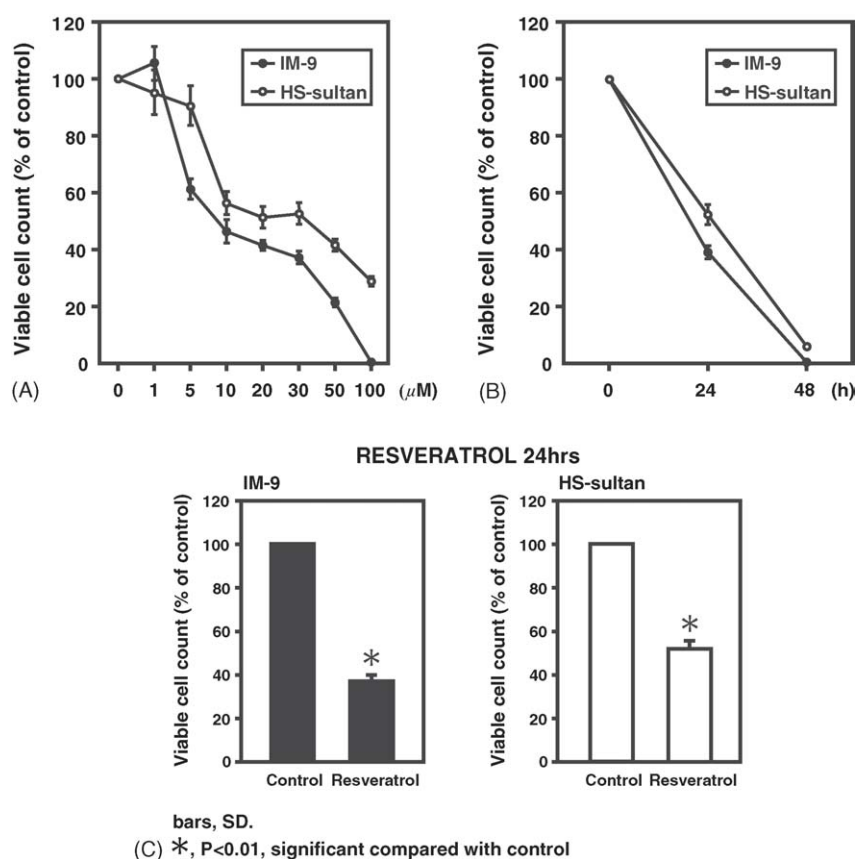 120
100
80
60
40
20
0
Viable cell count (% of control)
IM-9
HS-sultan
0 1 5 10 20 30 50 100 (μM)
(A)
120
100
80
60
40
20
0
Viable cell count (% of control)
IM-9
HS-sultan
0 24 48 (h)
(B)
RESVERATROL 24hrs
IM-9
120
100
80
60
40
20
0
Viable cell count (% of control)
*
Control Resveratrol
HS-sultan
120
100
80
60
40
20
0
Viable cell count (% of control)
*
Control Resveratrol
bars, SD.
(C) *, P<0.01, significant compared with control